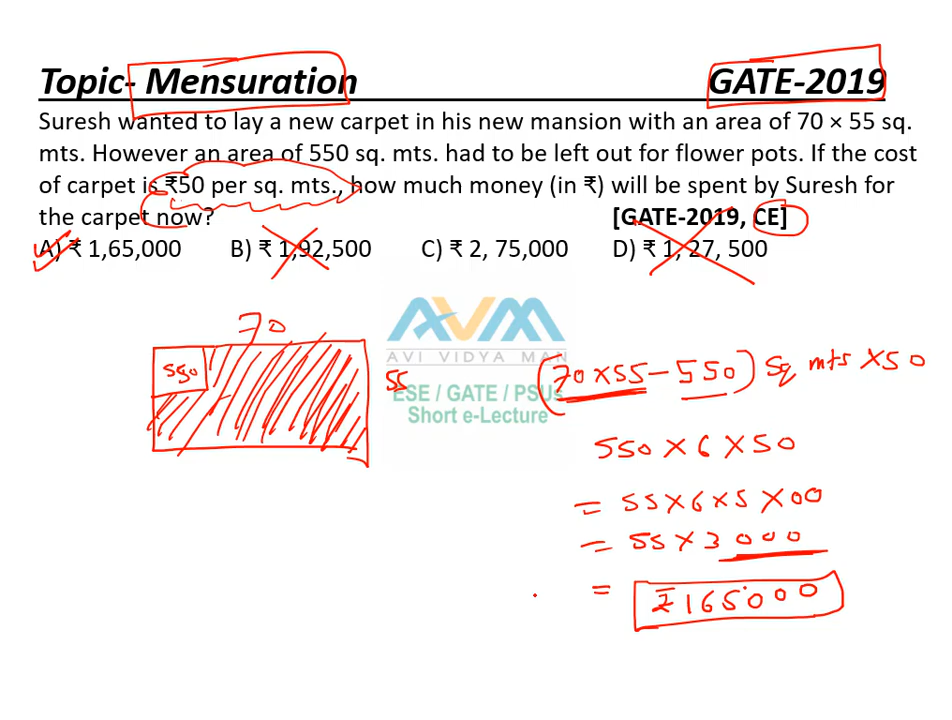 Topic- Mensuration GATE-2019
Suresh wanted to lay a new carpet in his new mansion with an area of 70 × 55 sq.
mts. However an area of 550 sq. mts. had to be left out for flower pots. If the cost
of carpet is ₹50 per sq. mts., how much money (in ₹) will be spent by Suresh for
the carpet now? [GATE-2019, CE]
A) ₹ 1,65,000 B) ₹ 1,92,500 C) ₹ 2, 75,000 D) ₹ 1, 27, 500
70
550
55
AVM
AVI VIDYA MAN
ESE / GATE / PSUs
Short e-Lecture
(70 × 55 − 550) Sq mts × 50
550 × 6 × 50
= 55 × 6 × 5 × 00
= 55 × 3000
= ₹165000